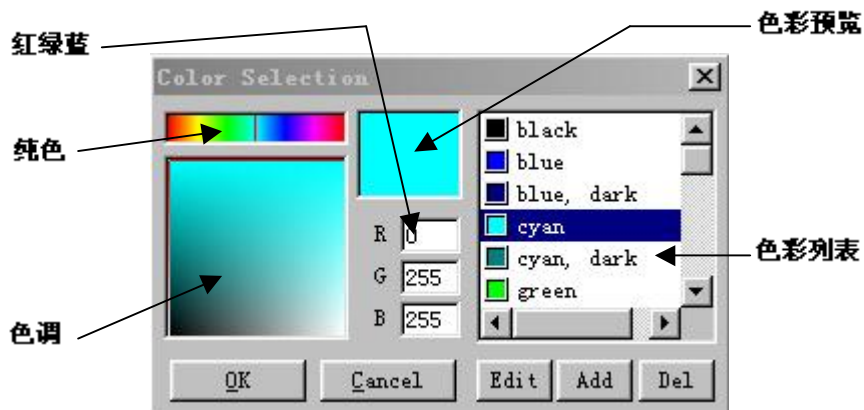 色彩预览
红绿蓝
Color Selection
纯色
black
blue
blue, dark
R 0
cyan
色彩列表
cyan, dark
G 255
green
B 255
色调
OK
Cancel
Edit
Add
Del